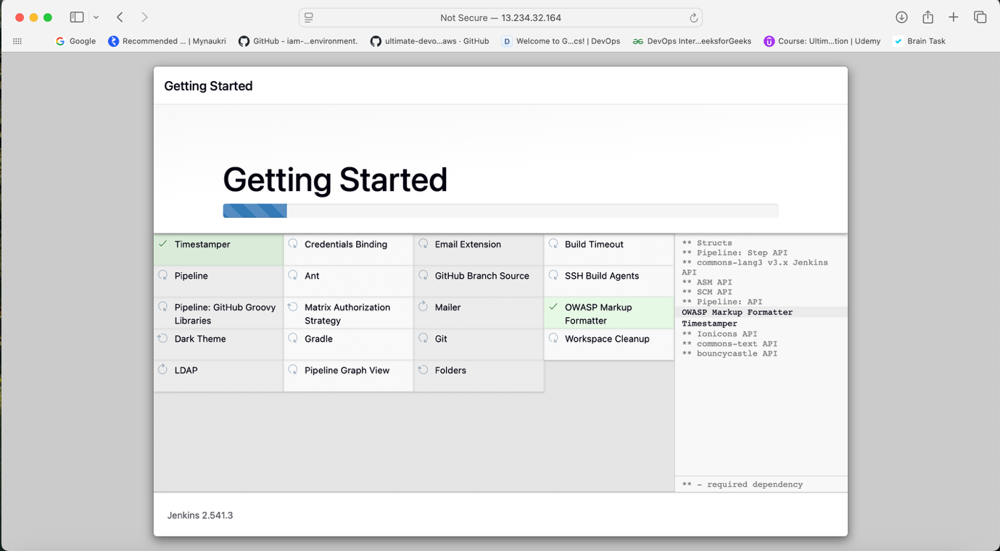 Not Secure — 13.234.32.164
Google
Recommended ... | Mynaukri
GitHub - iam-...environment.
ultimate-devo...aws · GitHub
D
Welcome to G...cs! | DevOps
DevOps Inter...eeksforGeeks
Course: Ultim...tion | Udemy
Brain Task
Getting Started
Getting Started
Timestamper
Credentials Binding
Email Extension
Build Timeout
Pipeline
Ant
GitHub Branch Source
SSH Build Agents
Pipeline: GitHub Groovy
Libraries
Matrix Authorization
Strategy
Mailer
OWASP Markup
Formatter
Dark Theme
Gradle
Git
Workspace Cleanup
LDAP
Pipeline Graph View
Folders
** Structs
** Pipeline: Step API
** commons-lang3 v3.x Jenkins
API
** ASM API
** SCM API
** Pipeline: API
OWASP Markup Formatter
Timestamper
** Ionicons API
** commons-text API
** bouncycastle API
** - required dependency
Jenkins 2.541.3